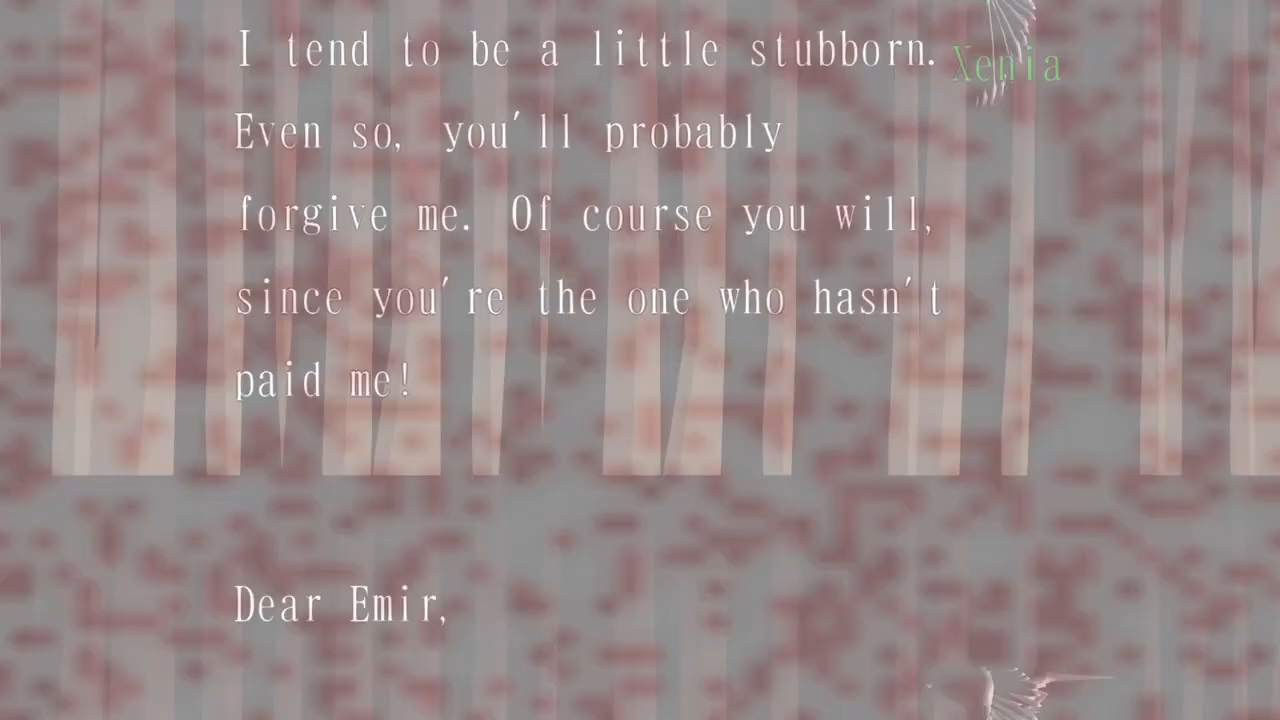 I tend to be a little stubborn.
Xenia
Even so, you'll probably
forgive me. Of course you will,
since you're the one who hasn't
paid me!
Dear Emir,